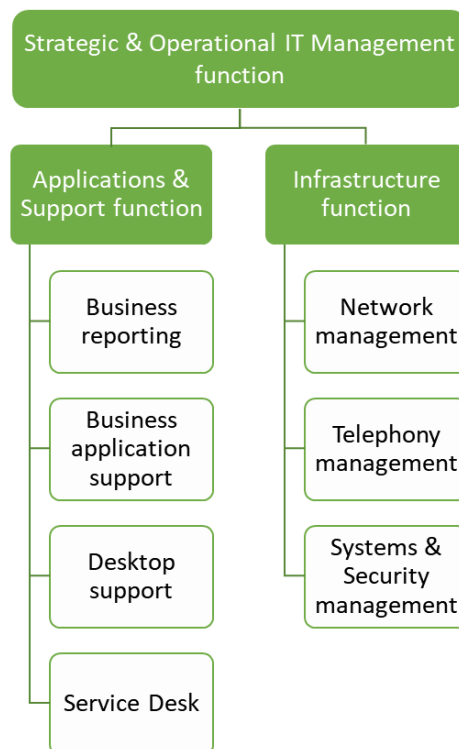 Strategic & Operational IT Management
function
Applications &
Support function
Infrastructure
function
Business
reporting
Business
application
support
Desktop
support
Service Desk
Network
management
Telephony
management
Systems &
Security
management